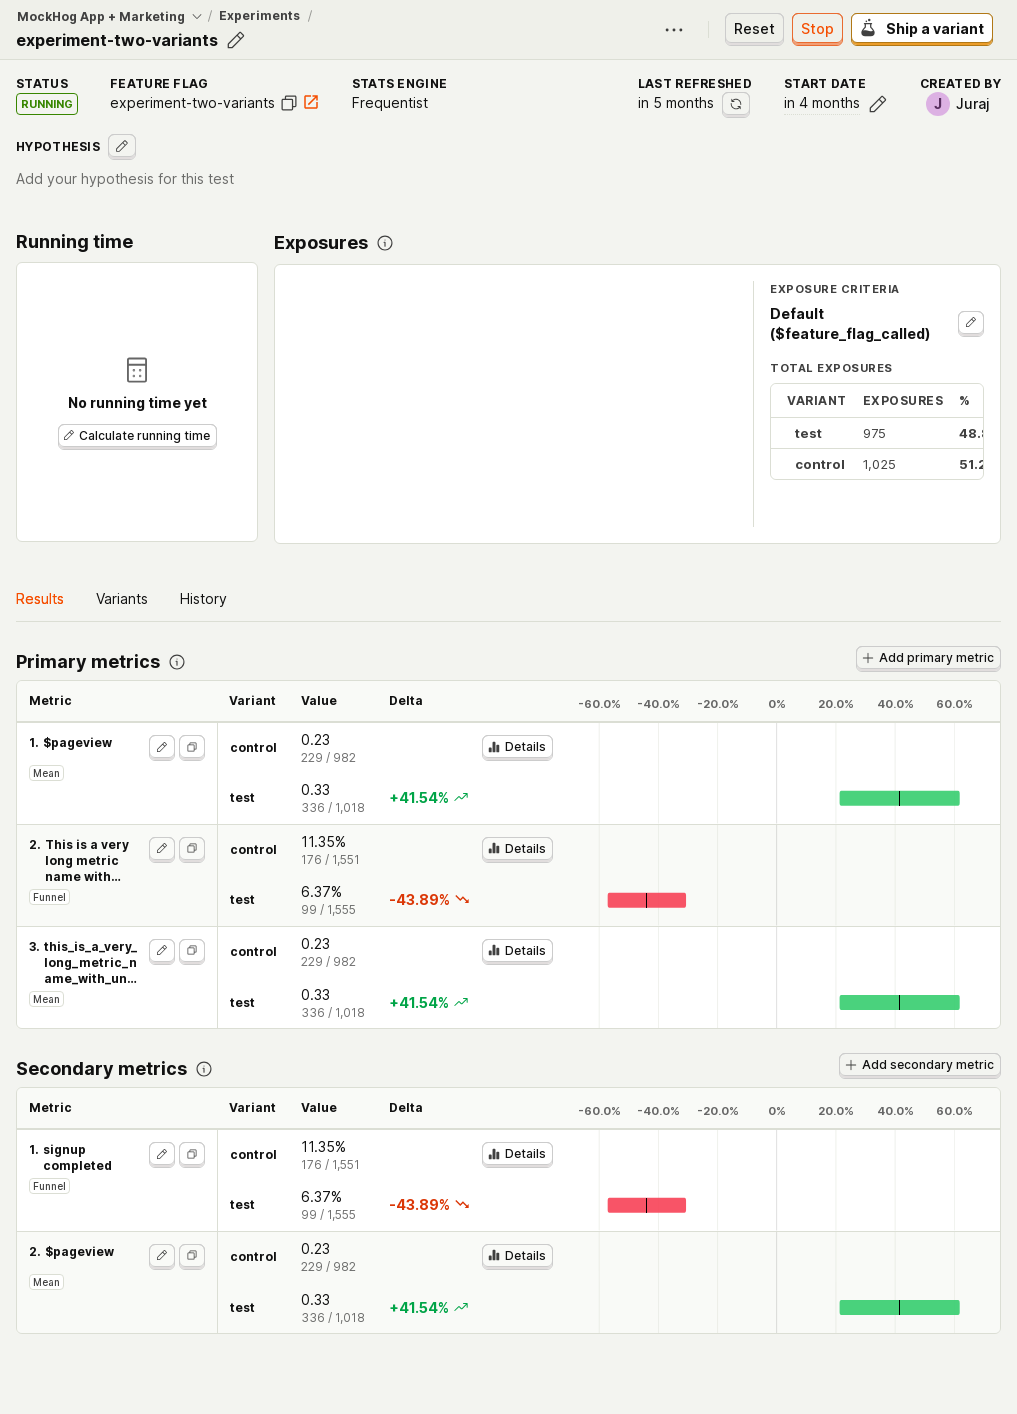 MockHog App + Marketing / Experiments /
experiment-two-variants
Reset
Stop
Ship a variant
STATUS
RUNNING
FEATURE FLAG
experiment-two-variants
STATS ENGINE
Frequentist
LAST REFRESHED
in 5 months
START DATE
in 4 months
CREATED BY
J Juraj
HYPOTHESIS
Add your hypothesis for this test
Running time
No running time yet
Calculate running time
Exposures
EXPOSURE CRITERIA
Default
($feature_flag_called)
TOTAL EXPOSURES
VARIANT EXPOSURES %
test 975 48.
control 1,025 51.2
Results Variants History
Primary metrics
Add primary metric
Metric Variant Value Delta -60.0% -40.0% -20.0% 0% 20.0% 40.0% 60.0%
1. $pageview
Mean
control 0.23 Details
229 / 982
test 0.33 +41.54%
336 / 1,018
2. This is a very
long metric
name with...
Funnel
control 11.35% Details
176 / 1,551
test 6.37% -43.89%
99 / 1,555
3. this_is_a_very_
long_metric_n
ame_with_un...
Mean
control 0.23 Details
229 / 982
test 0.33 +41.54%
336 / 1,018
Secondary metrics
Add secondary metric
Metric Variant Value Delta -60.0% -40.0% -20.0% 0% 20.0% 40.0% 60.0%
1. signup
completed
Funnel
control 11.35% Details
176 / 1,551
test 6.37% -43.89%
99 / 1,555
2. $pageview
Mean
control 0.23 Details
229 / 982
test 0.33 +41.54%
336 / 1,018